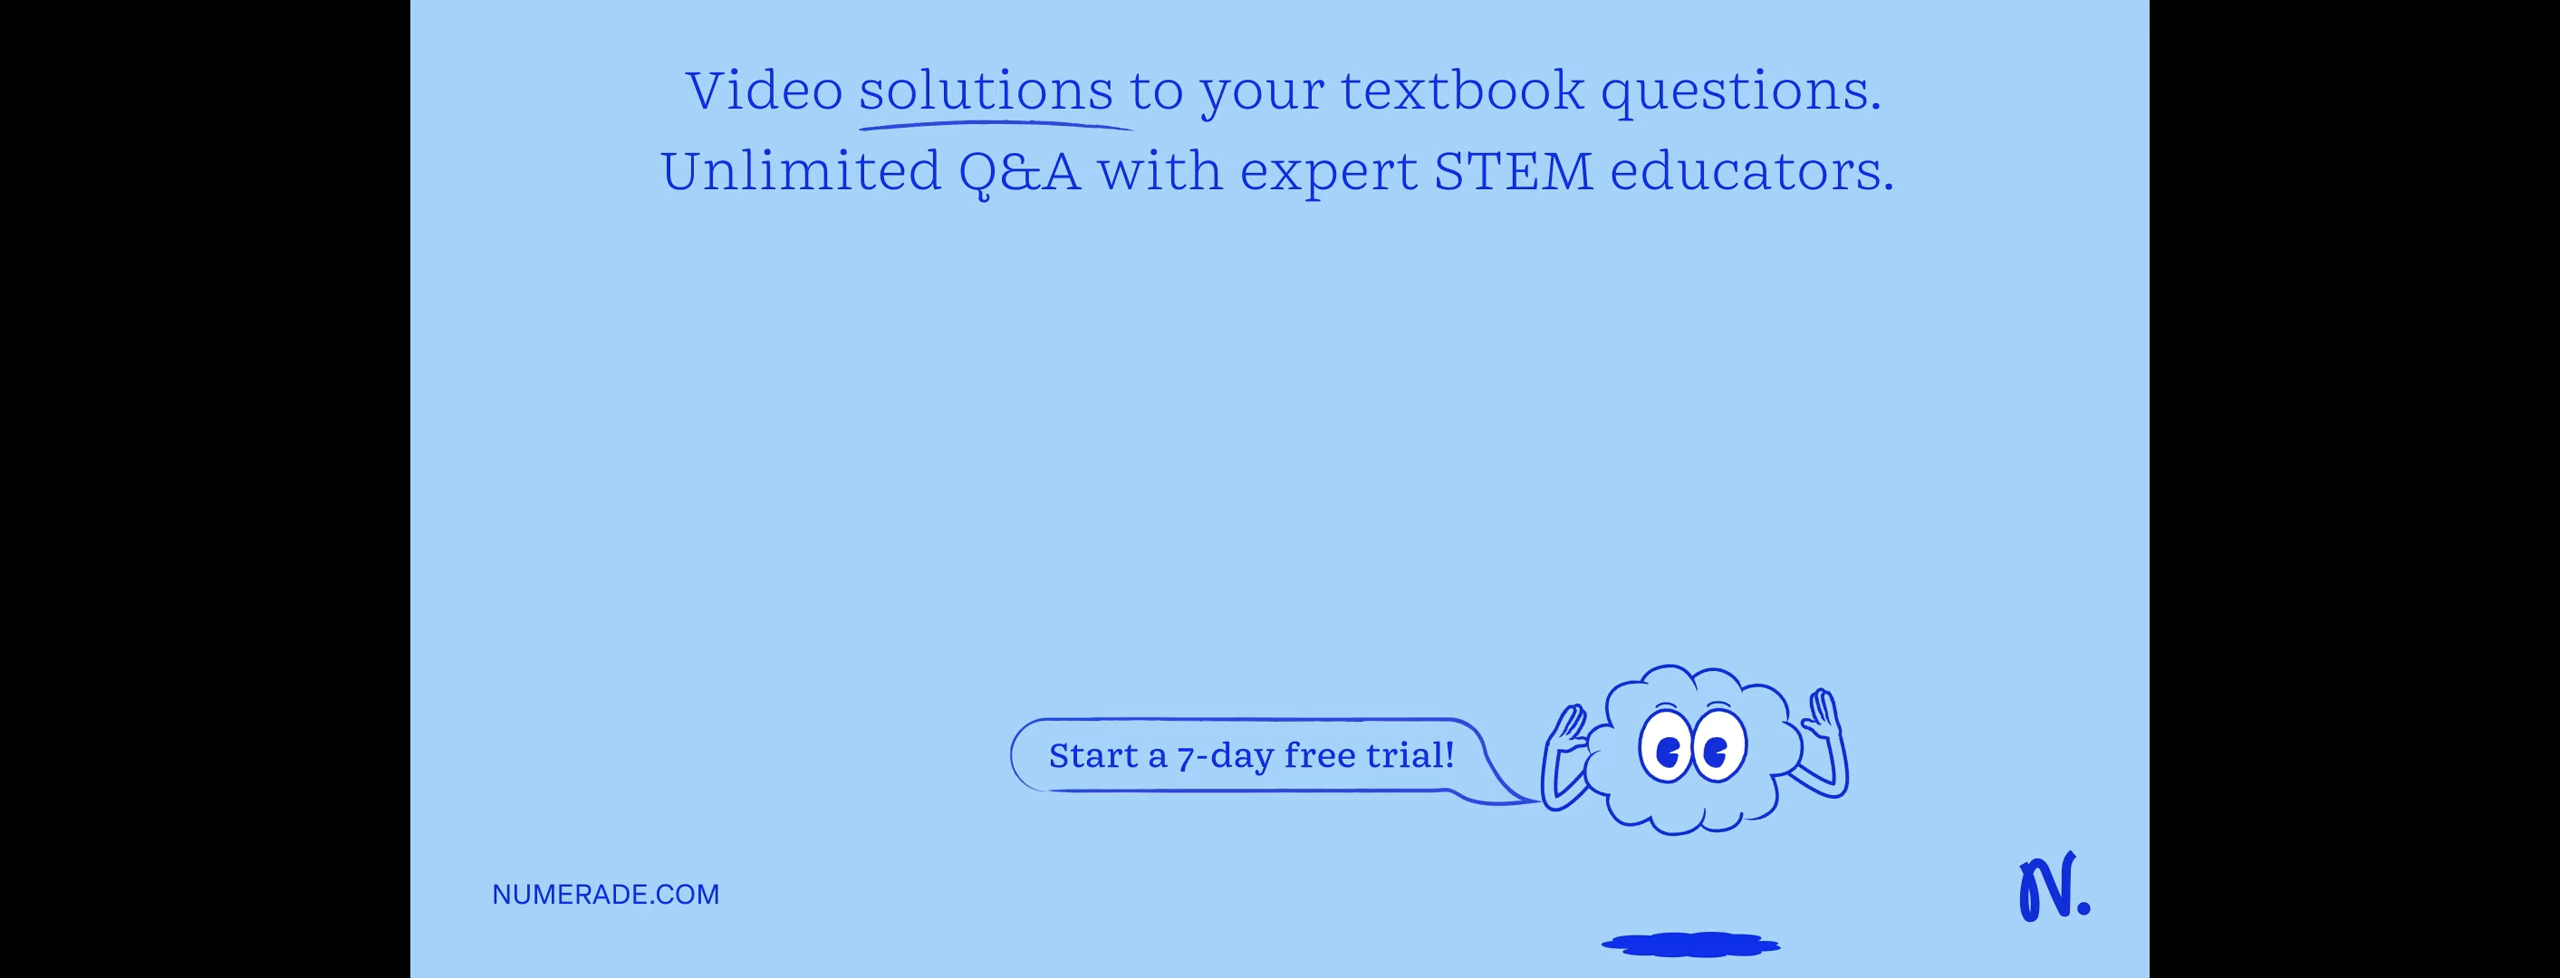 Video solutions to your textbook questions.
Unlimited Q&A with expert STEM educators.
Start a 7-day free trial!
NUMERADE.COM
N.